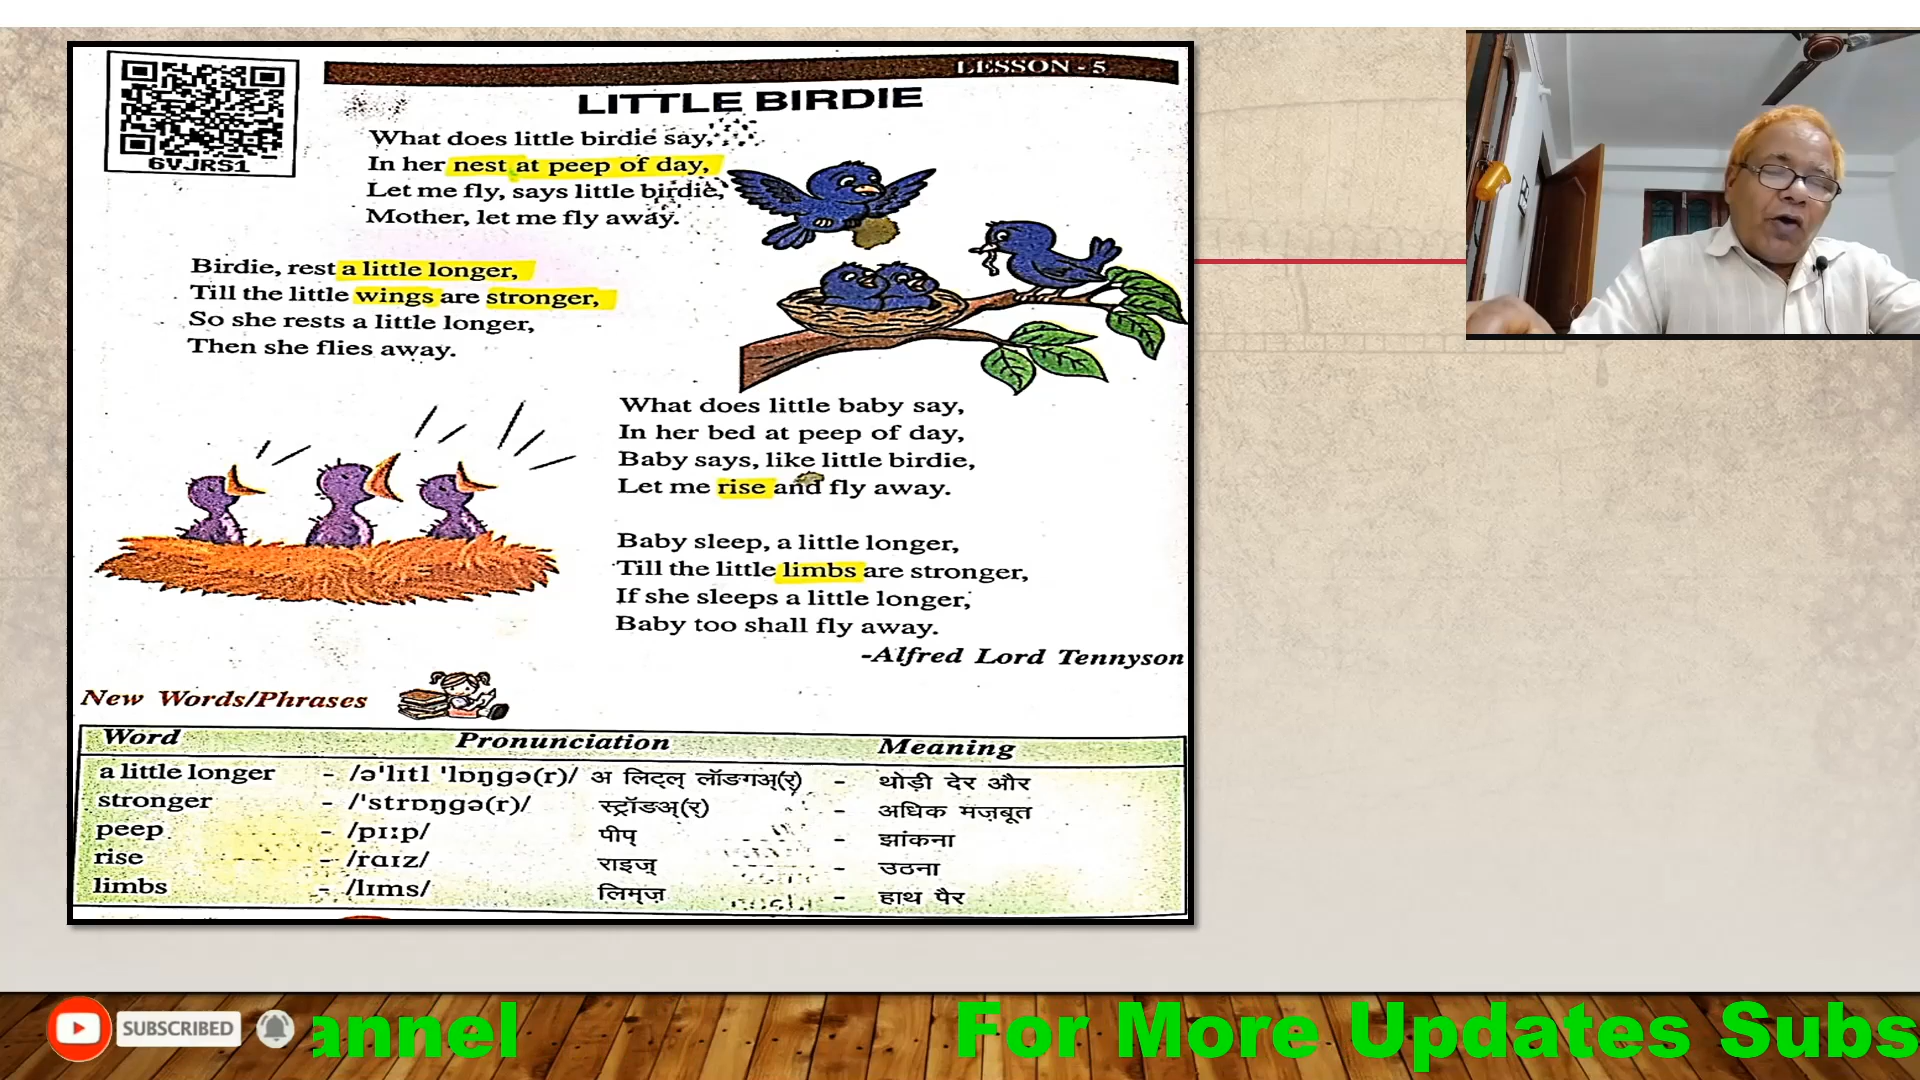 LESSON - 5
LITTLE BIRDIE
6VJRS1
What does little birdie say,
In her nest at peep of day,
Let me fly, says little birdie,
Mother, let me fly away.
Birdie, rest a little longer,
Till the little wings are stronger,
So she rests a little longer,
Then she flies away.
What does little baby say,
In her bed at peep of day,
Baby says, like little birdie,
Let me rise and fly away.
Baby sleep, a little longer,
Till the little limbs are stronger,
If she sleeps a little longer,
Baby too shall fly away.
-Alfred Lord Tennyson
New Words/Phrases
Word Pronunciation Meaning
a little longer - /ə'lɪtl 'lɒŋgə(r)/ अ लिट्ल् लॉङगअ्(र्) - थोड़ी देर और
stronger - /'strɒŋgə(r)/ स्ट्रॉङअ्(र्) - अधिक मज़बूत
peep - /pɪːp/ पीप् - झांकना
rise - /rɑɪz/ राइज् - उठना
limbs - /lɪms/ लिम्ज़ - हाथ पैर
SUBSCRIBED annel For More Updates Subs